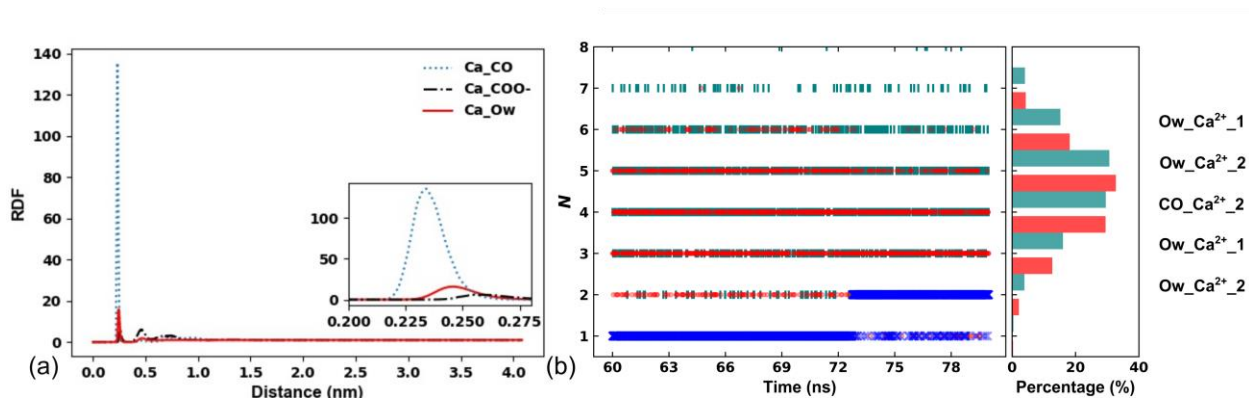 140
120
100
80
60
40
20
0
RDF
Ca_CO
Ca_COO-
Ca_Ow
100
50
0
0.200 0.225 0.250 0.275
0.0 0.5 1.0 1.5 2.0 2.5 3.0 3.5 4.0
Distance (nm)
(a)
8
7
6
5
4
3
2
1
N
60 63 66 69 72 75 78
Time (ns)
(b)
0 20 40
Percentage (%)
Ow_Ca²⁺_1
Ow_Ca²⁺_2
CO_Ca²⁺_2
Ow_Ca²⁺_1
Ow_Ca²⁺_2